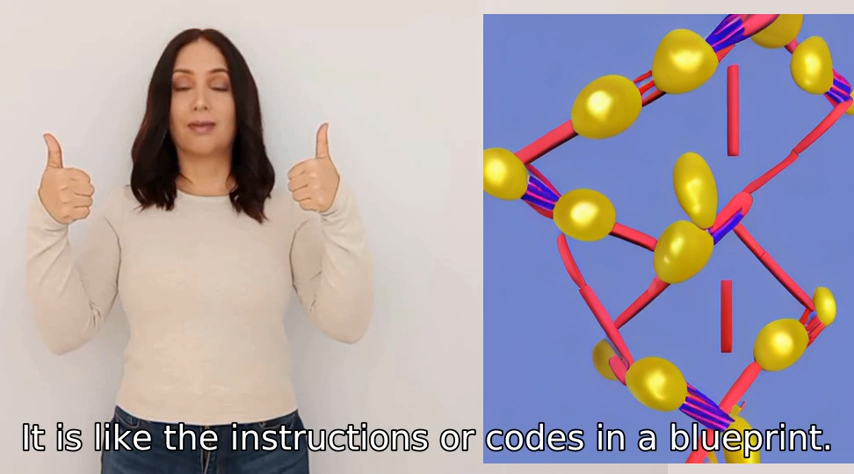 It is like the instructions or codes in a blueprint.